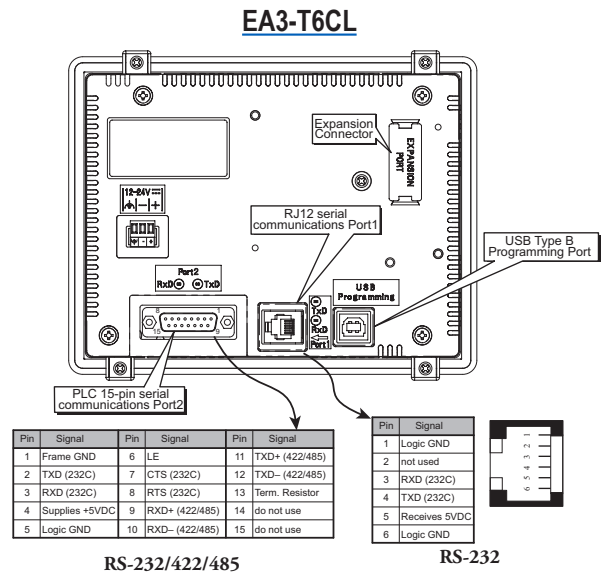 EA3-T6CL
Expansion
Connector
EXPANSION
PORT
12-24V
- +
+ - +
RJ12 serial
communications Port1
USB Type B
Programming Port
Port2
RxD TxD
USB
Programming
TxD
RxD
Port1
8 1
15 9
PLC 15-pin serial
communications Port2
Pin Signal Pin Signal Pin Signal
1 Frame GND 6 LE 11 TXD+ (422/485)
2 TXD (232C) 7 CTS (232C) 12 TXD– (422/485)
3 RXD (232C) 8 RTS (232C) 13 Term. Resistor
4 Supplies +5VDC 9 RXD+ (422/485) 14 do not use
5 Logic GND 10 RXD– (422/485) 15 do not use
RS-232/422/485
Pin Signal
1 Logic GND
2 not used
3 RXD (232C)
4 TXD (232C)
5 Receives 5VDC
6 Logic GND
1
2
3
4
5
6
RS-232